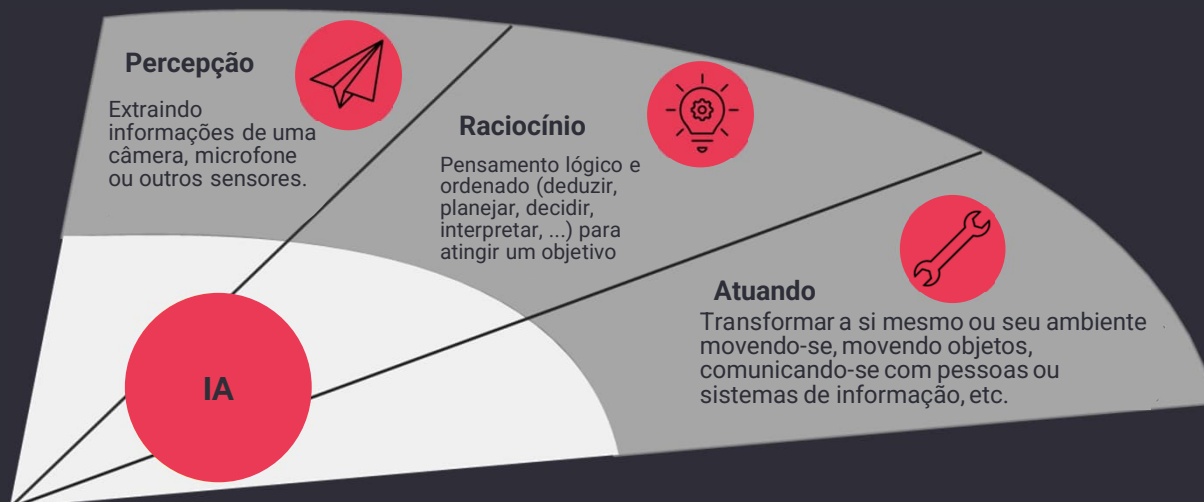 Percepção
Extraindo
informações de uma
câmera, microfone
ou outros sensores.
Raciocínio
Pensamento lógico e
ordenado (deduzir,
planejar, decidir,
interpretar, ...) para
atingir um objetivo
Atuando
Transformar a si mesmo ou seu ambiente
movendo-se, movendo objetos,
comunicando-se com pessoas ou
sistemas de informação, etc.
IA